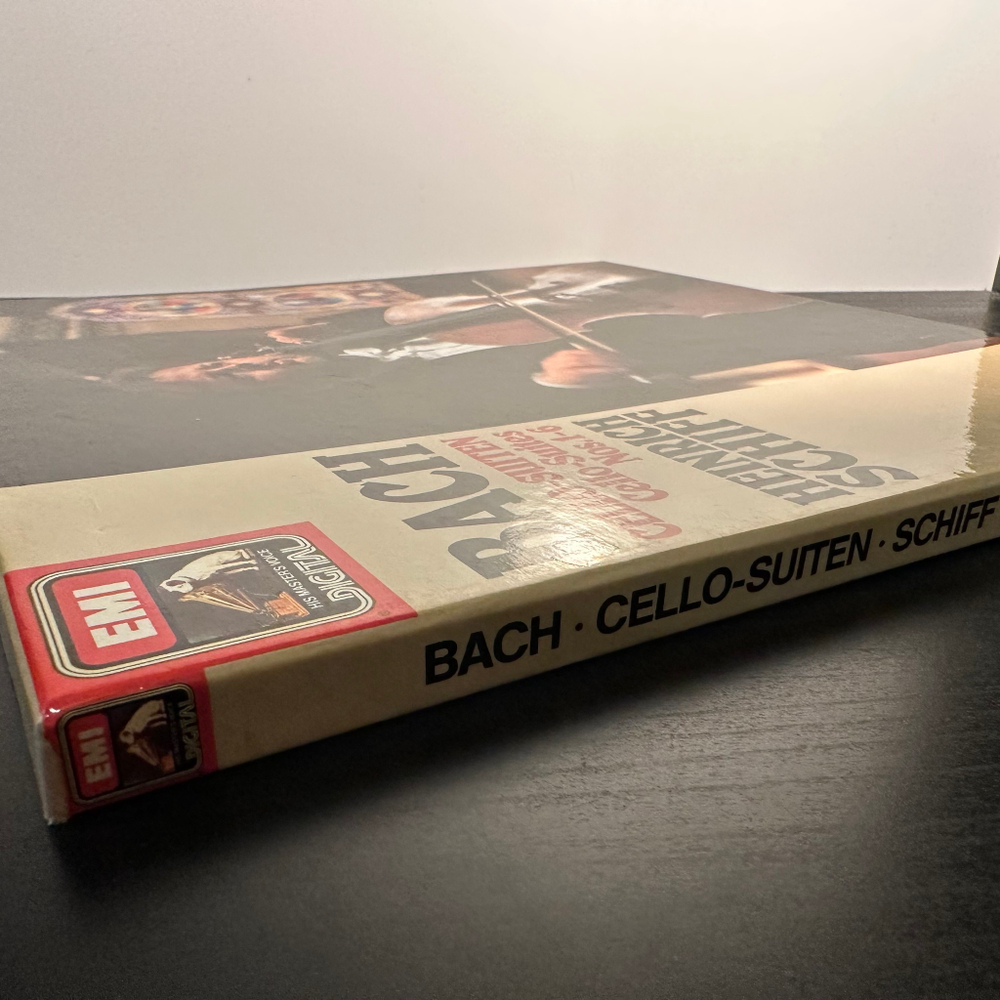 BACH
CELLO-SUITEN
Cello-Suites
Nos. 1-6
HEINRICH
SCHIFF
EMI
HIS MASTER'S VOICE
DIGITAL
BACH · CELLO-SUITEN · SCHIFF
EMI
DIGITAL